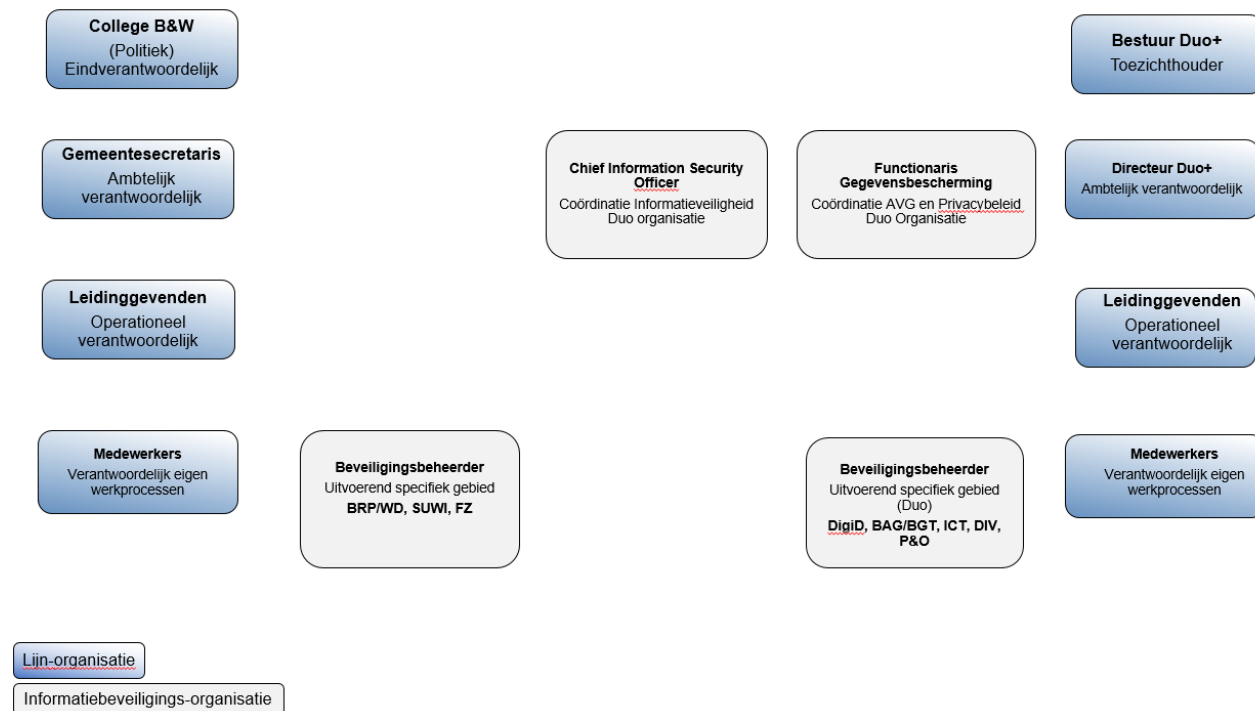 College B&W
(Politiek)
Eindverantwoordelijk
Bestuur Duo+
Toezichthouder
Gemeentesecretaris
Ambtelijk
verantwoordelijk
Chief Information Security
Officer
Coördinatie Informatieveiligheid
Duo organisatie
Functionaris
Gegevensbescherming
Coördinatie AVG en Privacybeleid
Duo Organisatie
Directeur Duo+
Ambtelijk verantwoordelijk
Leidinggevenden
Operationeel
verantwoordelijk
Leidinggevenden
Operationeel
verantwoordelijk
Medewerkers
Verantwoordelijk eigen
werkprocessen
Beveiligingsbeheerder
Uitvoerend specifiek gebied
BRP/WD, SUWI, FZ
Beveiligingsbeheerder
Uitvoerend specifiek gebied
(Duo)
DigiD, BAG/BGT, ICT, DIV,
P&O
Medewerkers
Verantwoordelijk eigen
werkprocessen
Lijn-organisatie
Informatiebeveiligings-organisatie